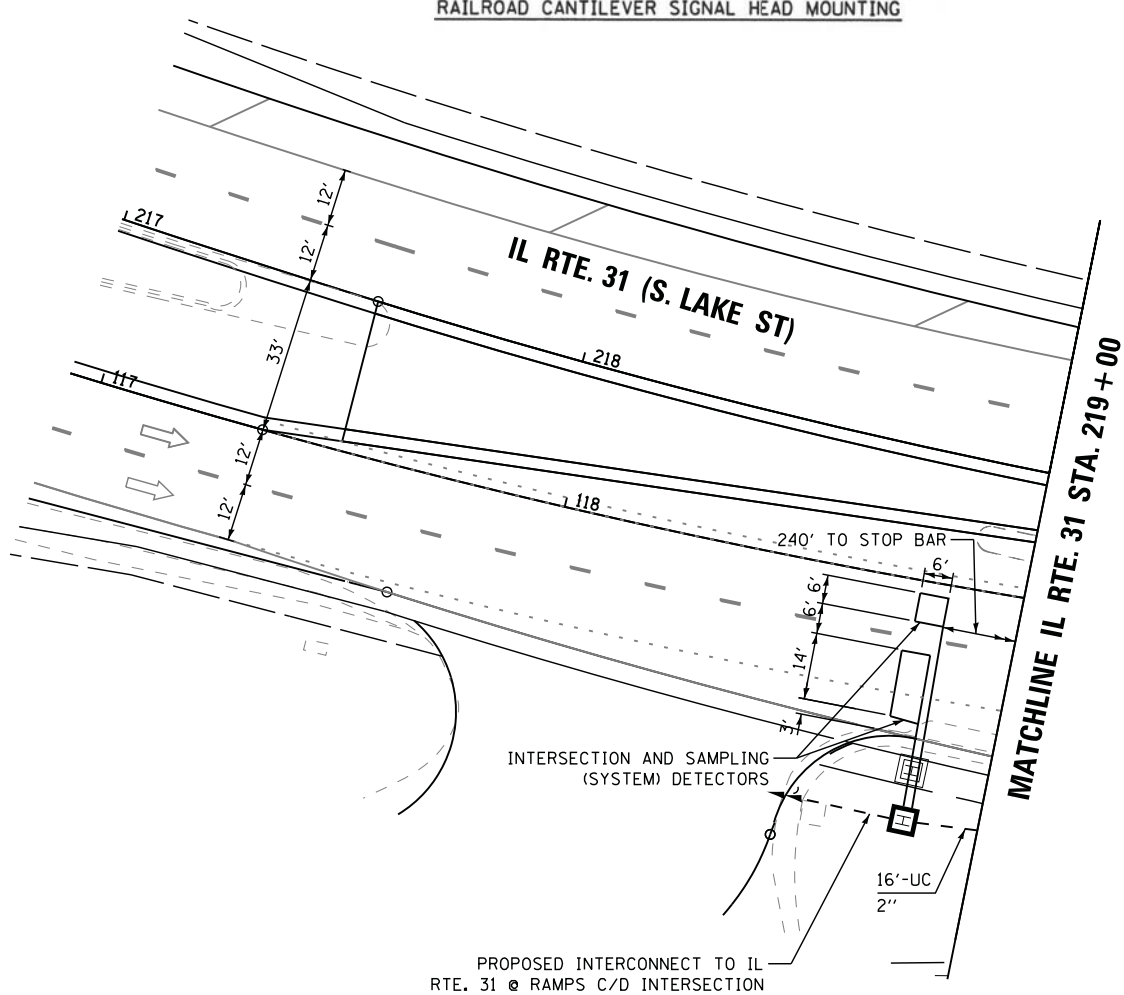 RAILROAD CANTILEVER SIGNAL HEAD MOUNTING
12'
217
12'
IL RTE. 31 (S. LAKE ST)
33'
218
117
12'
12'
118
MATCHLINE IL RTE. 31 STA. 219+00
240' TO STOP BAR
6'
6'
6'
14'
3'
INTERSECTION AND SAMPLING
(SYSTEM) DETECTORS
H
H
16'-UC
2''
PROPOSED INTERCONNECT TO IL
RTE. 31 @ RAMPS C/D INTERSECTION